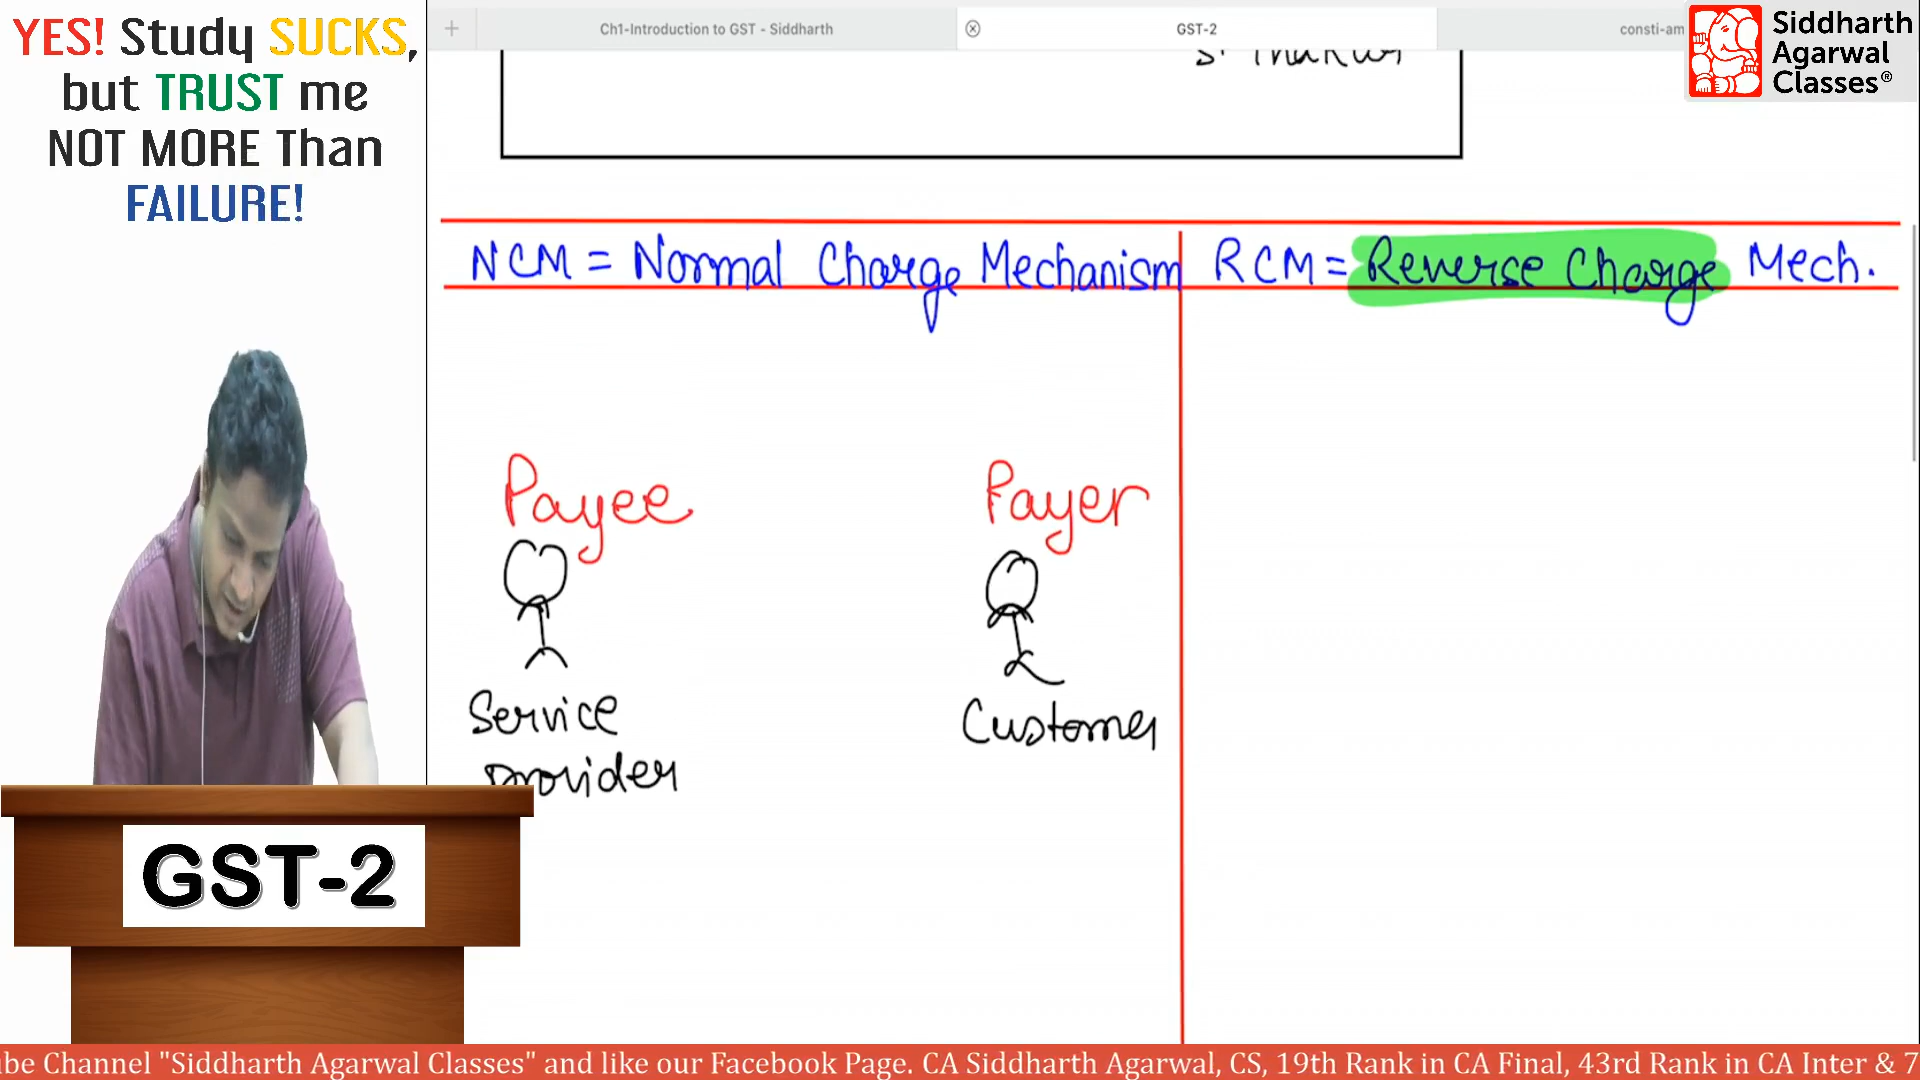 YES! Study SUCKS,
but TRUST me
NOT MORE Than
FAILURE!
Ch1-Introduction to GST - Siddharth
GST-2
consti-am
Siddharth
Agarwal
Classes®
NCM = Normal Charge Mechanism
RCM = Reverse Charge Mech.
Payee
Payer
Service
provider
Customer
GST-2
be Channel "Siddharth Agarwal Classes" and like our Facebook Page. CA Siddharth Agarwal, CS, 19th Rank in CA Final, 43rd Rank in CA Inter & 7